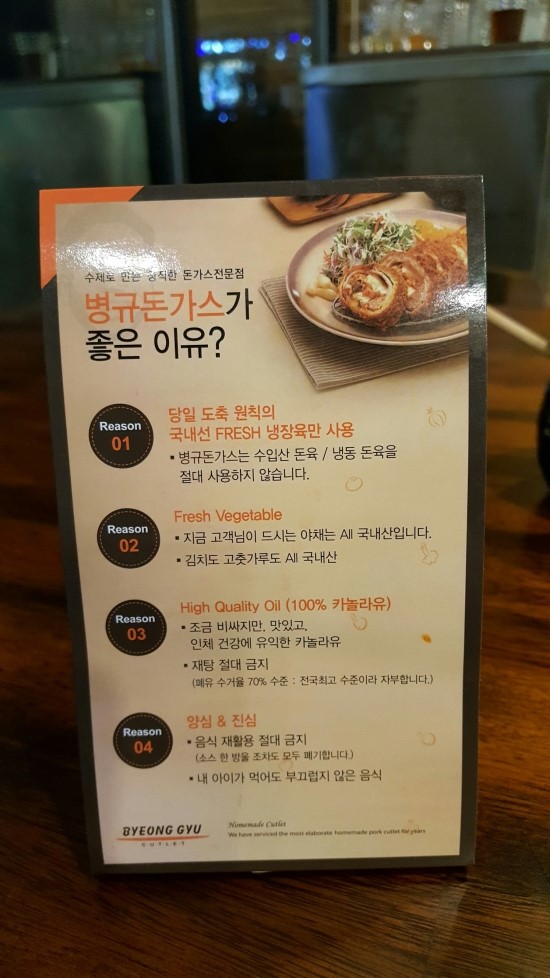 수제로 만든 정직한 돈가스전문점
병규돈가스가
좋은 이유?
Reason
01
당일 도축 원칙의
국내선 FRESH 냉장육만 사용
▪ 병규돈가스는 수입산 돈육 / 냉동 돈육을
절대 사용하지 않습니다.
Reason
02
Fresh Vegetable
▪ 지금 고객님이 드시는 야채는 All 국내산입니다.
▪ 김치도 고춧가루도 All 국내산
Reason
03
High Quality Oil (100% 카놀라유)
▪ 조금 비싸지만, 맛있고,
인체 건강에 유익한 카놀라유
▪ 재탕 절대 금지
(폐유 수거율 70% 수준 : 전국최고 수준이라 자부합니다.)
Reason
04
양심 & 진심
▪ 음식 재활용 절대 금지
(소스 한 방울 조차도 모두 폐기합니다.)
▪ 내 아이가 먹어도 부끄럽지 않은 음식
BYEONG GYU
CUTLET
Homemade Cutlet
We have serviced the most elaborate homemade pork cutlet for years